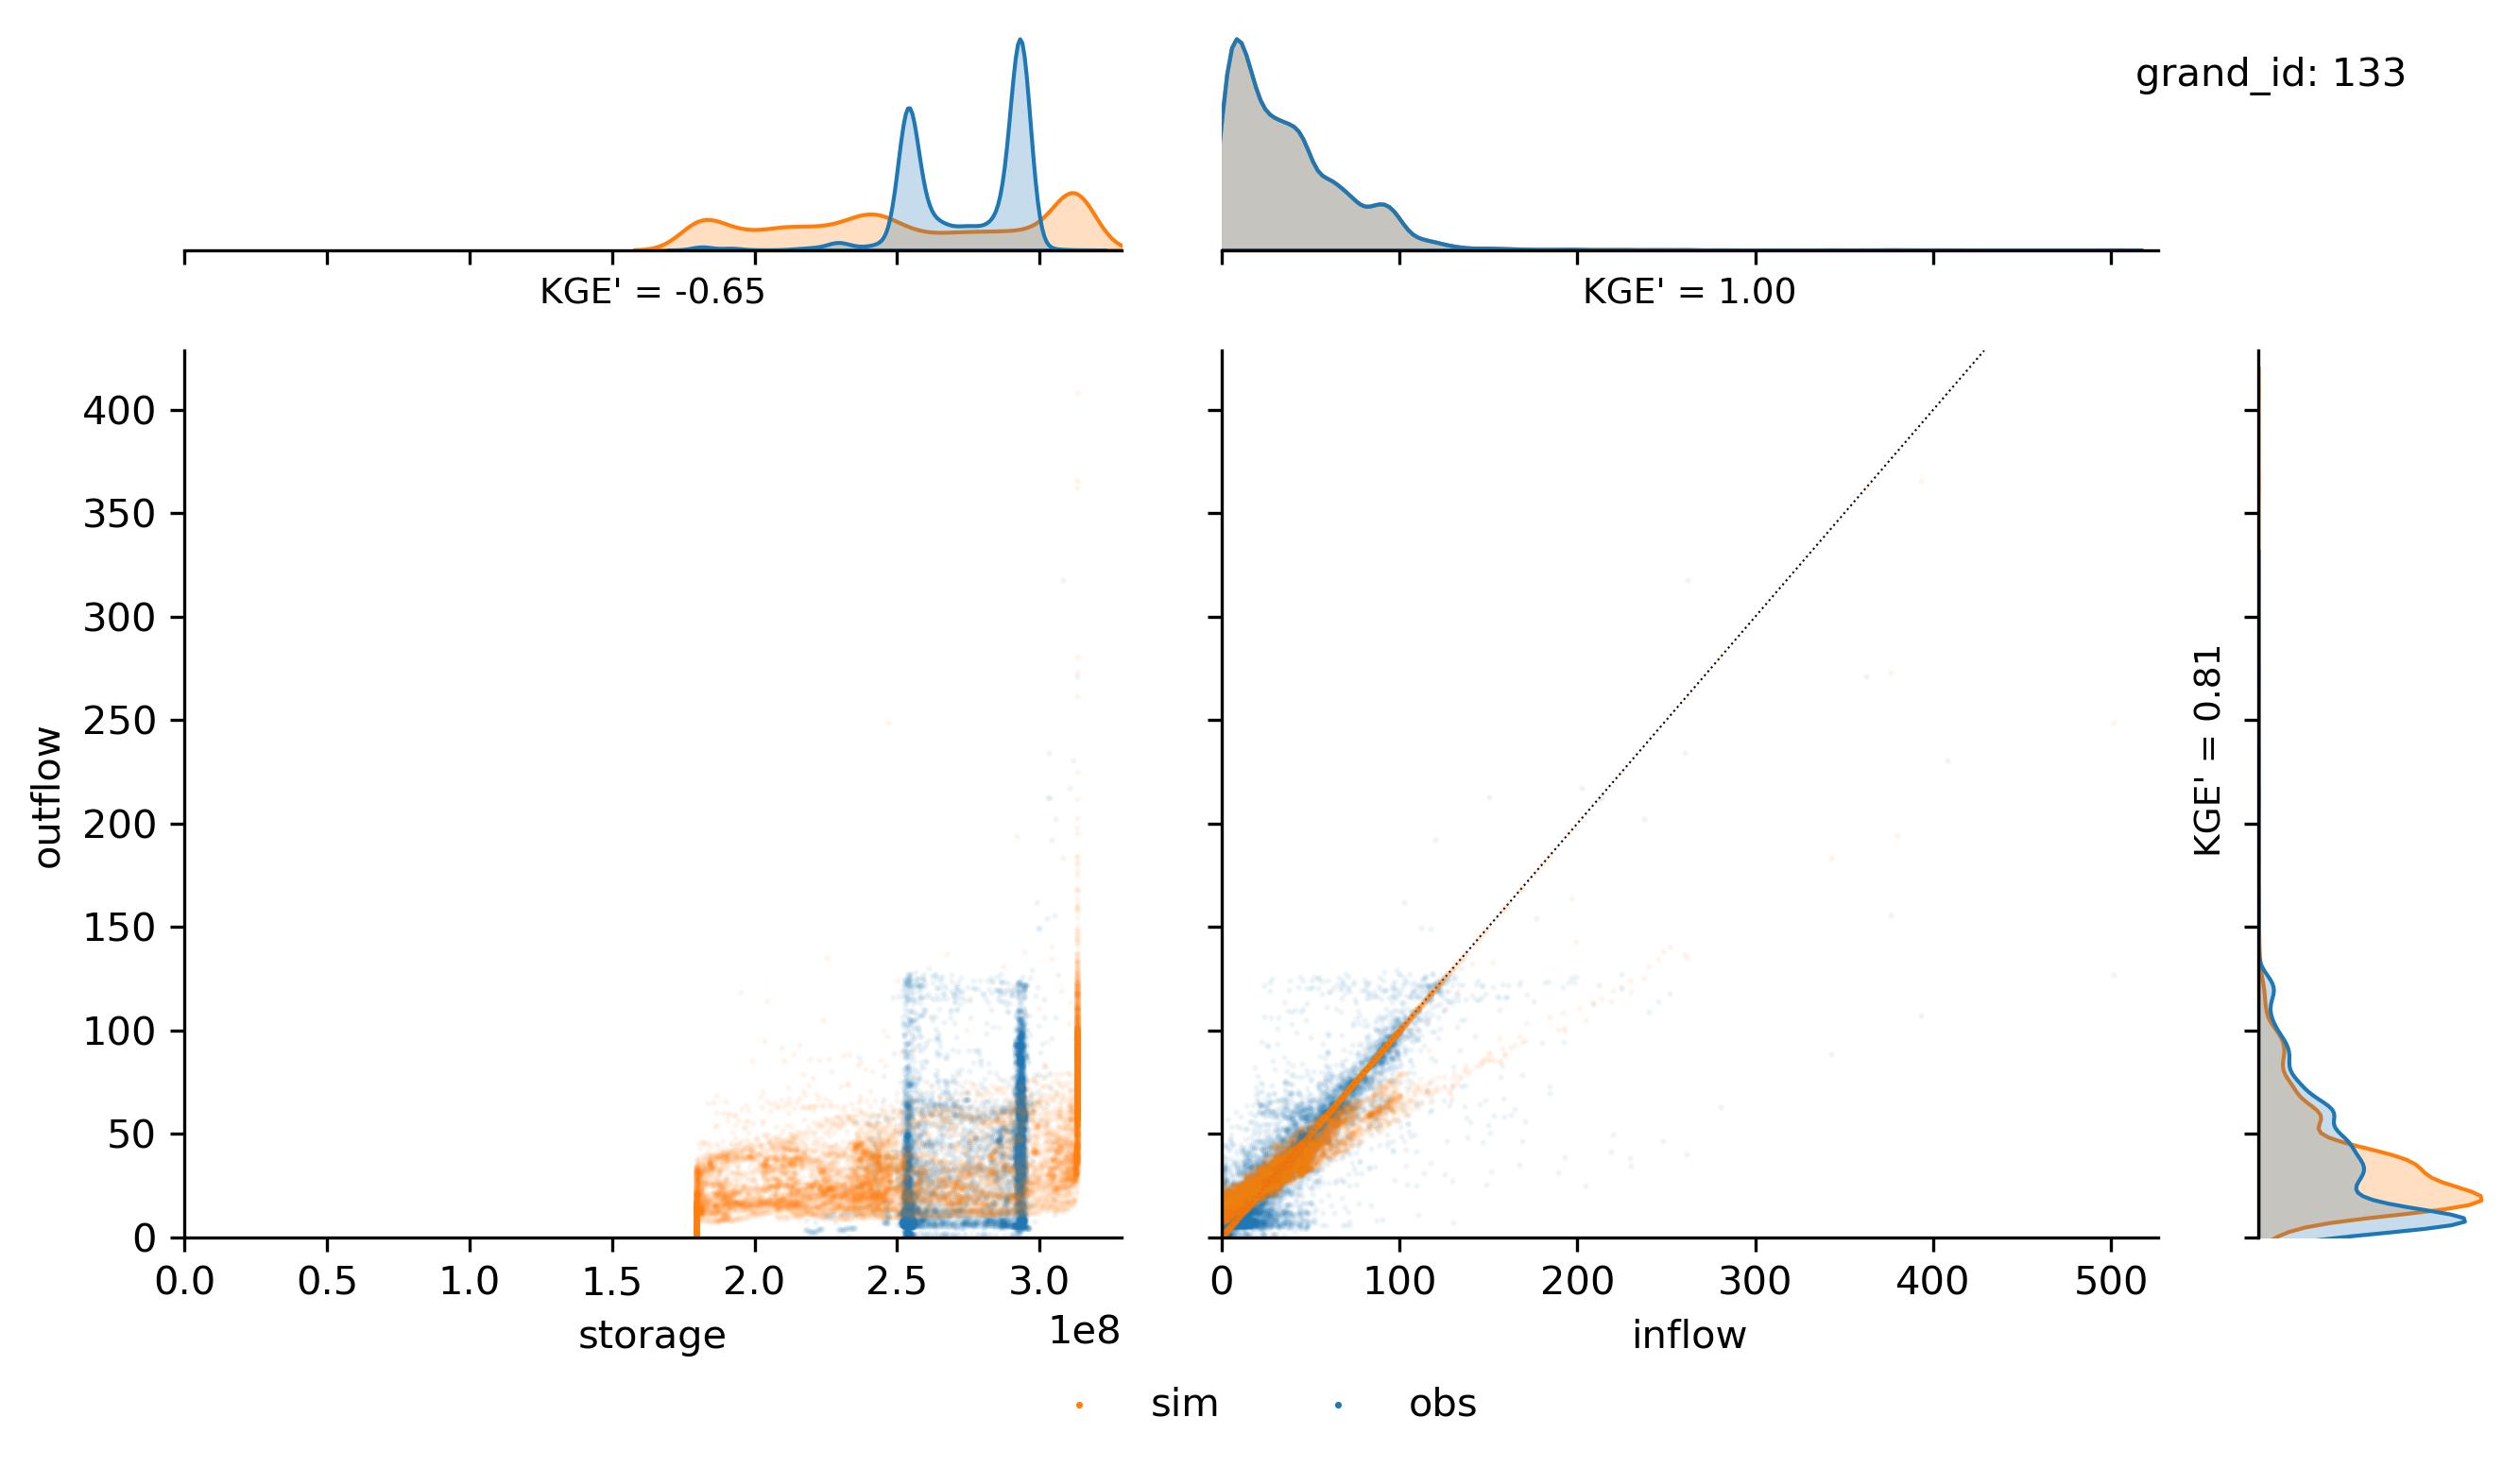 grand_id: 133
KGE' = -0.65
KGE' = 1.00
400
350
300
250
200
150
100
50
0
outflow
KGE' = 0.81
0.0 0.5 1.0 1.5 2.0 2.5 3.0
1e8
storage
0 100 200 300 400 500
inflow
sim obs